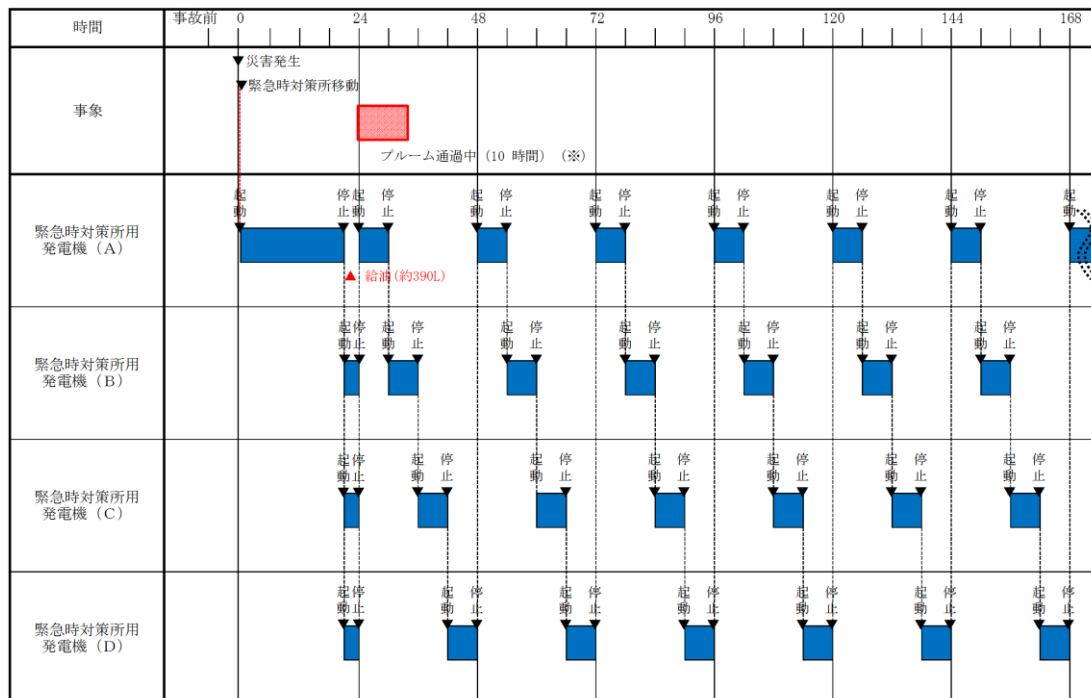 時間
事故前 0 24 48 72 96 120 144 168
事象
▼災害発生
▼緊急時対策所移動
プルーム通過中(10 時間)(※)
緊急時対策所用
発電機(A)
起動 停止 起動 停止 起動 停止 起動 停止 起動 停止 起動 停止 起動 停止 起動
▲ 給油(約390L)
緊急時対策所用
発電機(B)
起動 停止 起動 停止 起動 停止 起動 停止 起動 停止 起動 停止 起動 停止
緊急時対策所用
発電機(C)
起動 停止 起動 停止 起動 停止 起動 停止 起動 停止 起動 停止 起動 停止
緊急時対策所用
発電機(D)
起動 停止 起動 停止 起動 停止 起動 停止 起動 停止 起動 停止 起動 停止